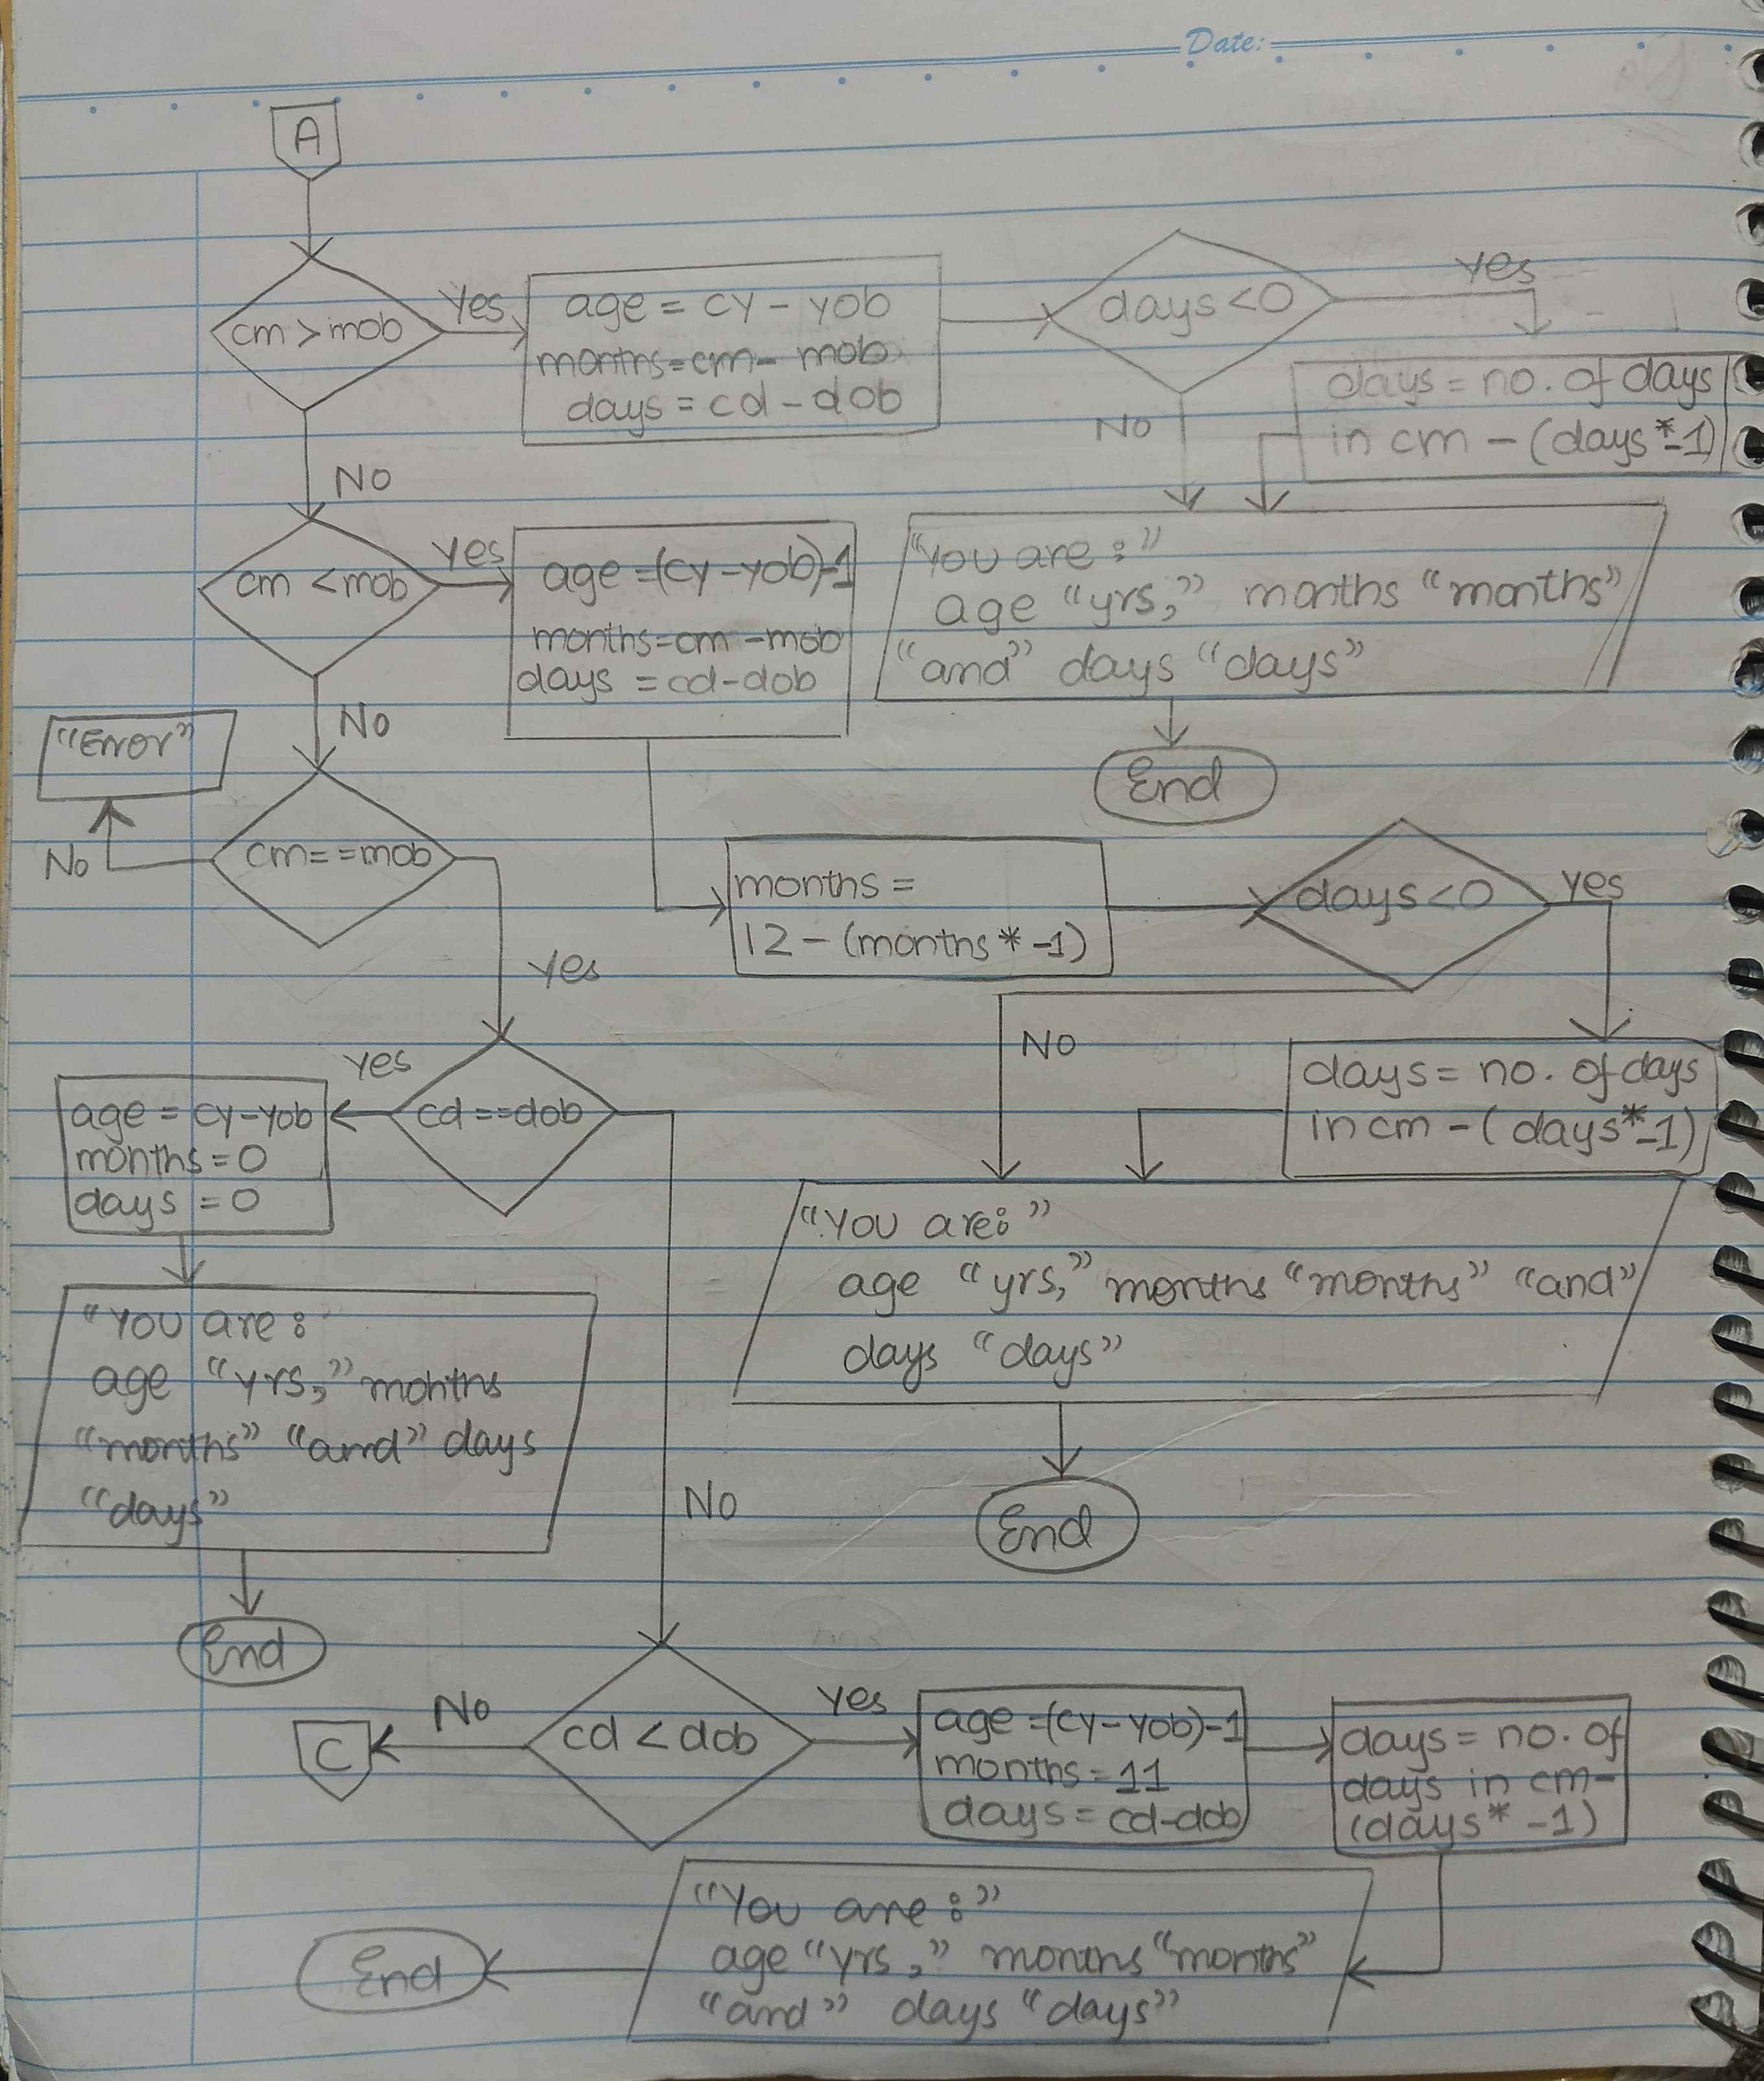 Date:
A
cm > mob
Yes
age = cy - yob
months = cm - mob
days = cd - dob
days < 0
yes
days = no. of days
in cm - (days * -1)
No
No
cm < mob
yes
age = (cy - yob) -1
months = cm - mob
days = cd - dob
"You are :"
age "yrs," months "months"
"and" days "days"
End
No
"Error"
No
cm == mob
yes
months =
12 - (months * -1)
days < 0
yes
No
days = no. of days
in cm - (days * -1)
yes
cd == dob
age = cy - yob
months = 0
days = 0
"You are: "
age "yrs," months "months" "and"
days "days"
End
"You are : "
age "yrs," months
"months" "and" days
"days"
End
No
cd < dob
No
C
yes
age = (cy - yob) -1
months = 11
days = cd - dob
days = no. of
days in cm -
(days * -1)
"You are : "
age "yrs ," months "months"
"and" days "days"
End